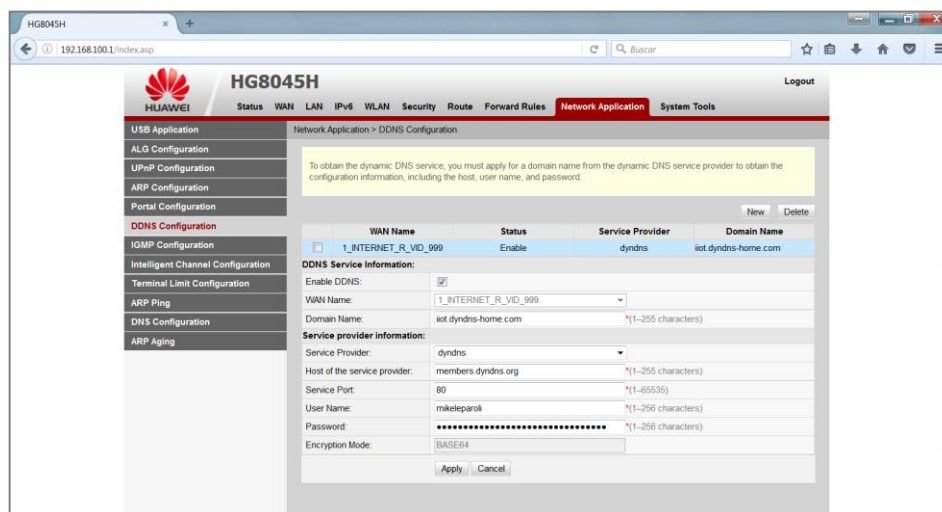 HG8045H
192.168.100.1/index.asp
Buscar
HUAWEI
HG8045H
Logout
Status WAN LAN IPv6 WLAN Security Route Forward Rules Network Application System Tools
USB Application
ALG Configuration
UPnP Configuration
ARP Configuration
Portal Configuration
DDNS Configuration
IGMP Configuration
Intelligent Channel Configuration
Terminal Limit Configuration
ARP Ping
DNS Configuration
ARP Aging
Network Application > DDNS Configuration
To obtain the dynamic DNS service, you must apply for a domain name from the dynamic DNS service provider to obtain the
configuration information, including the host, user name, and password.
New Delete
WAN Name Status Service Provider Domain Name
1_INTERNET_R_VID_999 Enable dyndns iiot.dyndns-home.com
DDNS Service Information:
Enable DDNS:
WAN Name: 1_INTERNET_R_VID_999
Domain Name: iiot.dyndns-home.com *(1–255 characters)
Service provider information:
Service Provider: dyndns
Host of the service provider: members.dyndns.org *(1–255 characters)
Service Port: 80 *(1–65535)
User Name: mikeleparoli *(1–256 characters)
Password: *(1–256 characters)
Encryption Mode: BASE64
Apply Cancel